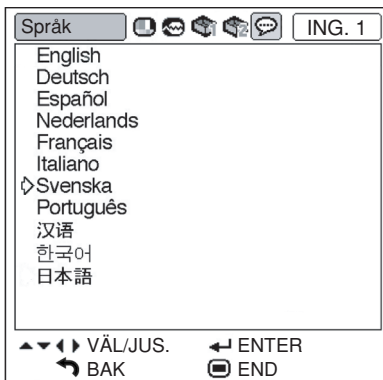 Språk ING. 1
English
Deutsch
Español
Nederlands
Français
Italiano
Svenska
Português
汉语
한국어
日本語
VÄL/JUS. ENTER
BAK END